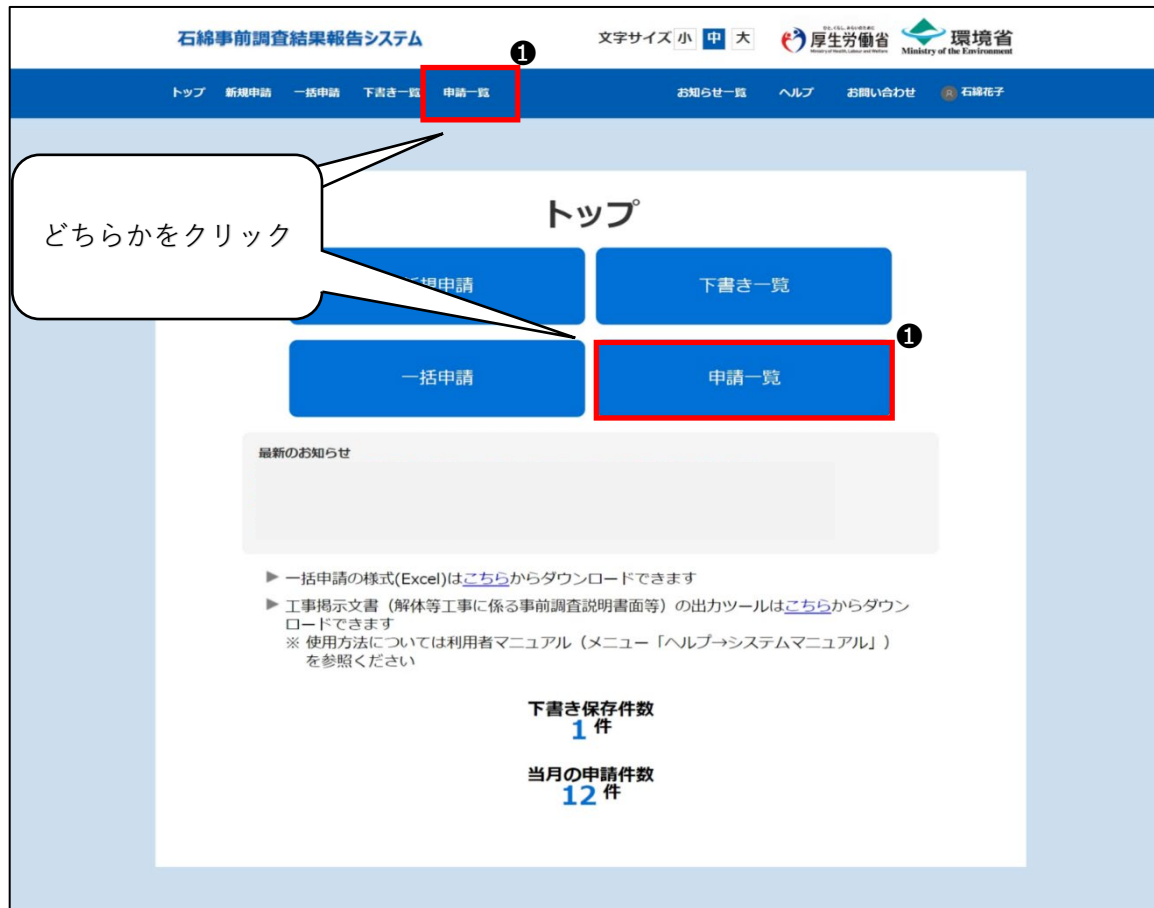 石綿事前調査結果報告システム
文字サイズ 小 中 大
厚生労働省
環境省
Ministry of the Environment
❶
トップ 新規申請 一括申請 下書き一覧 申請一覧 お知らせ一覧 ヘルプ お問い合わせ 石綿花子
どちらかをクリック
トップ
規申請 下書き一覧
❶
一括申請 申請一覧
最新のお知らせ
▶ 一括申請の様式(Excel)はこちらからダウンロードできます
▶ 工事掲示文書（解体等工事に係る事前調査説明書面等）の出力ツールはこちらからダウン
ロードできます
※ 使用方法については利用者マニュアル（メニュー「ヘルプ→システムマニュアル」）
を参照ください
下書き保存件数
1 件
当月の申請件数
12 件